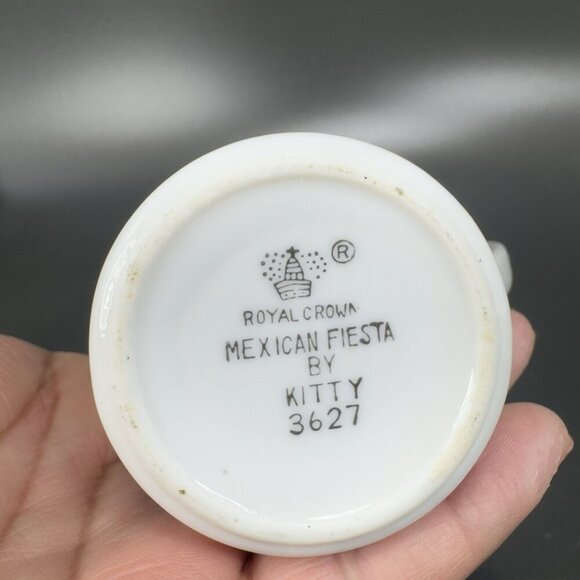 ®
ROYAL CROWN
MEXICAN FIESTA
BY
KITTY
3627